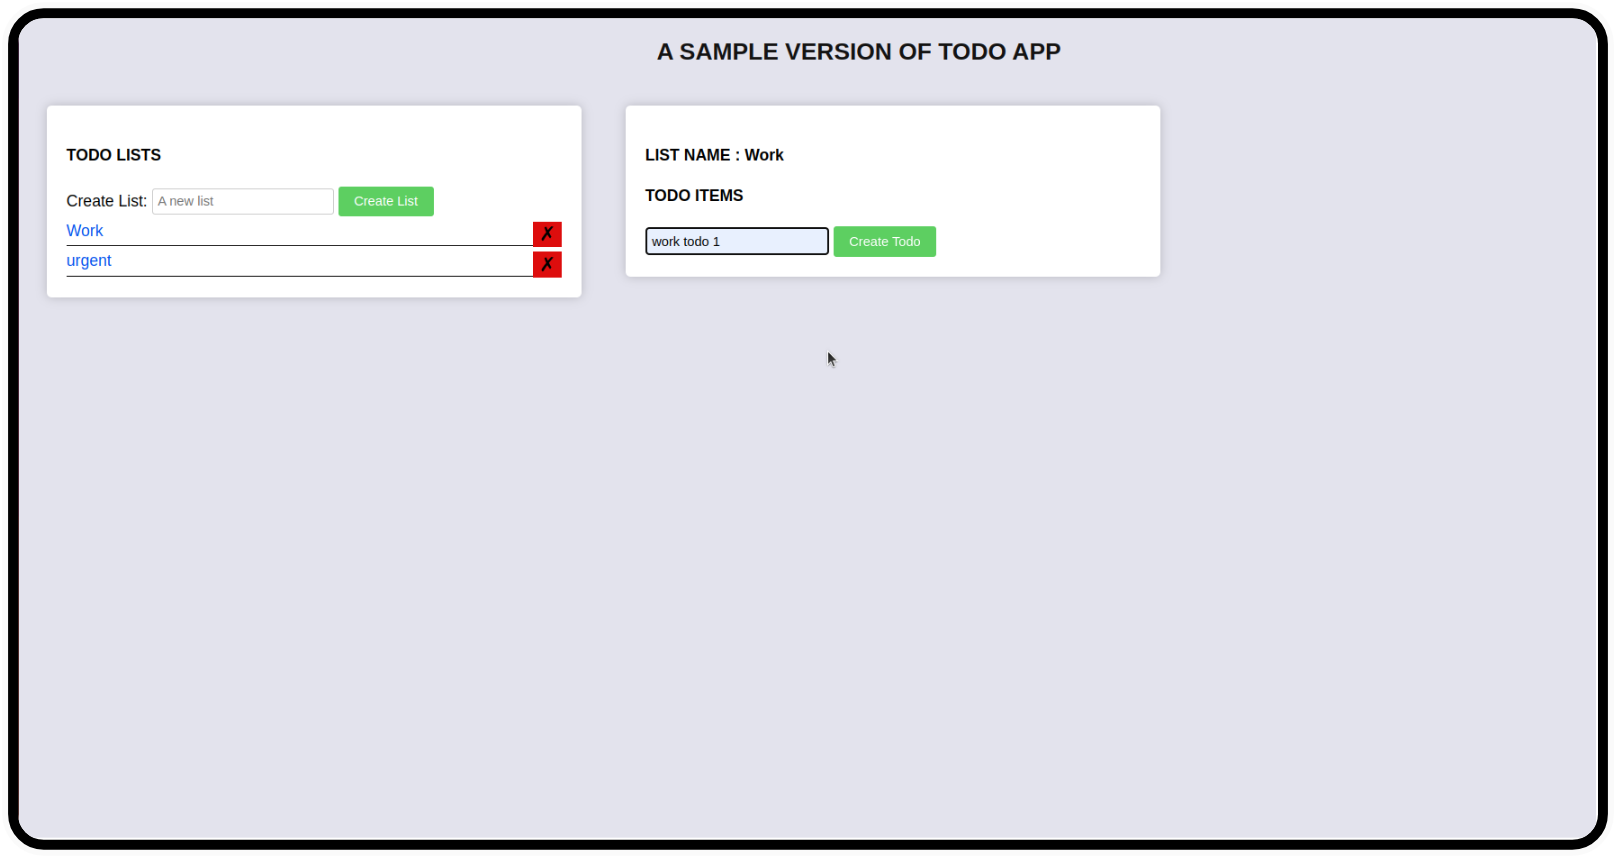 A SAMPLE VERSION OF TODO APP
TODO LISTS
Create List: A new list Create List
Work ✗
urgent ✗
LIST NAME : Work
TODO ITEMS
work todo 1 Create Todo